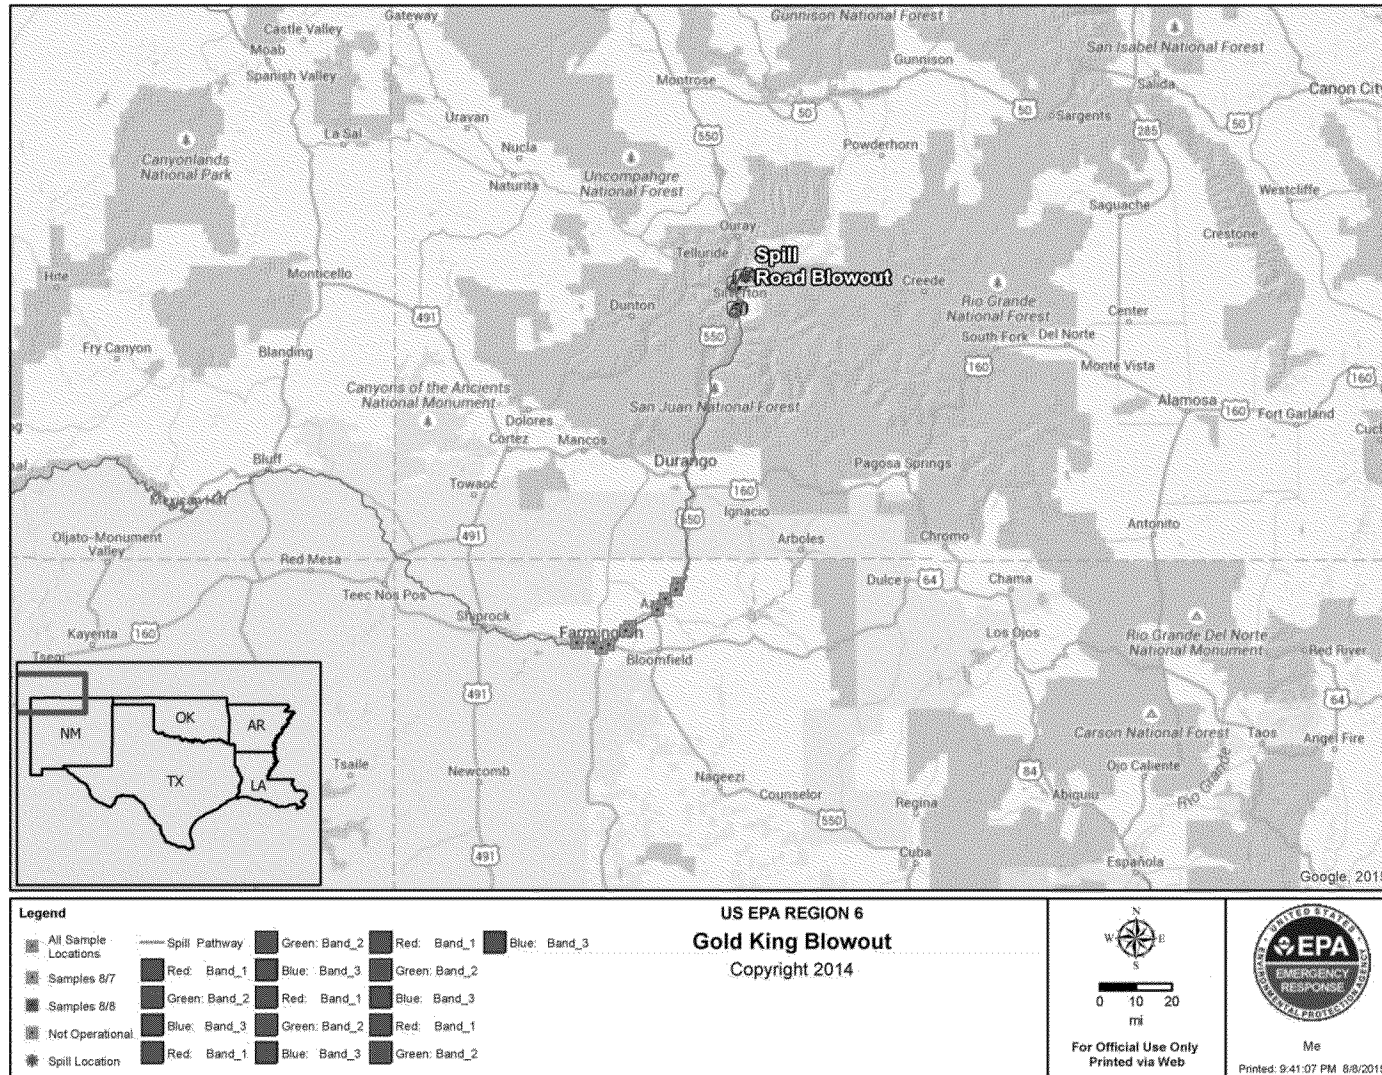 Gateway
Gunnison National Forest
Castle Valley
Moab
San Isabel National Forest
Gunnison
Spanish Valley
Montrose
Salida
Canon City
50
50
Sargents
Uravan
550
285
50
La Sal
Nucla
Powderhorn
Canyonlands
National Park
Uncompahgre
National Forest
Naturita
Westcliffe
Saguache
Ouray
Crestone
Telluride
Spill
Road Blowout
Hite
Monticello
Creede
Dunton
Rio Grande
National Forest
Center
491
550
South Fork
Del Norte
Fry Canyon
Blanding
160
Monte Vista
160
Canyons of the Ancients
National Monument
San Juan National Forest
Alamosa
160
Fort Garland
Dolores
Cortez
Mancos
Bluff
Durango
Pagosa Springs
Towaoc
160
Ignacio
550
Antonito
Oljato-Monument
Valley
491
Arboles
Chromo
Red Mesa
Dulce
64
Chama
Teec Nos Pos
Shiprock
Kayenta
160
Farmington
Los Ojos
Rio Grande Del Norte
National Monument
Red River
Bloomfield
491
64
NM
OK
AR
TX
LA
Carson National Forest
Taos
Angel Fire
Tsaile
Newcomb
Nageezi
84
Ojo Caliente
Counselor
Regina
Abiquiu
Rio Grande
550
491
Cuba
Española
Google, 2015
Legend
All Sample
Locations
Samples 8/7
Samples 8/8
Not Operational
Spill Location
Spill Pathway
Red: Band_1
Green: Band_2
Blue: Band_3
Red: Band_1
Green: Band_2
Blue: Band_3
Red: Band_1
Green: Band_2
Blue: Band_3
Red: Band_1
Green: Band_2
Blue: Band_3
Red: Band_1
Green: Band_2
Blue: Band_3
US EPA REGION 6
Gold King Blowout
Copyright 2014
N
W E
S
0 10 20
mi
For Official Use Only
Printed via Web
UNITED STATES
EPA
EMERGENCY
RESPONSE
ENVIRONMENTAL PROTECTION AGENCY
Me
Printed: 9:41:07 PM 8/8/2015